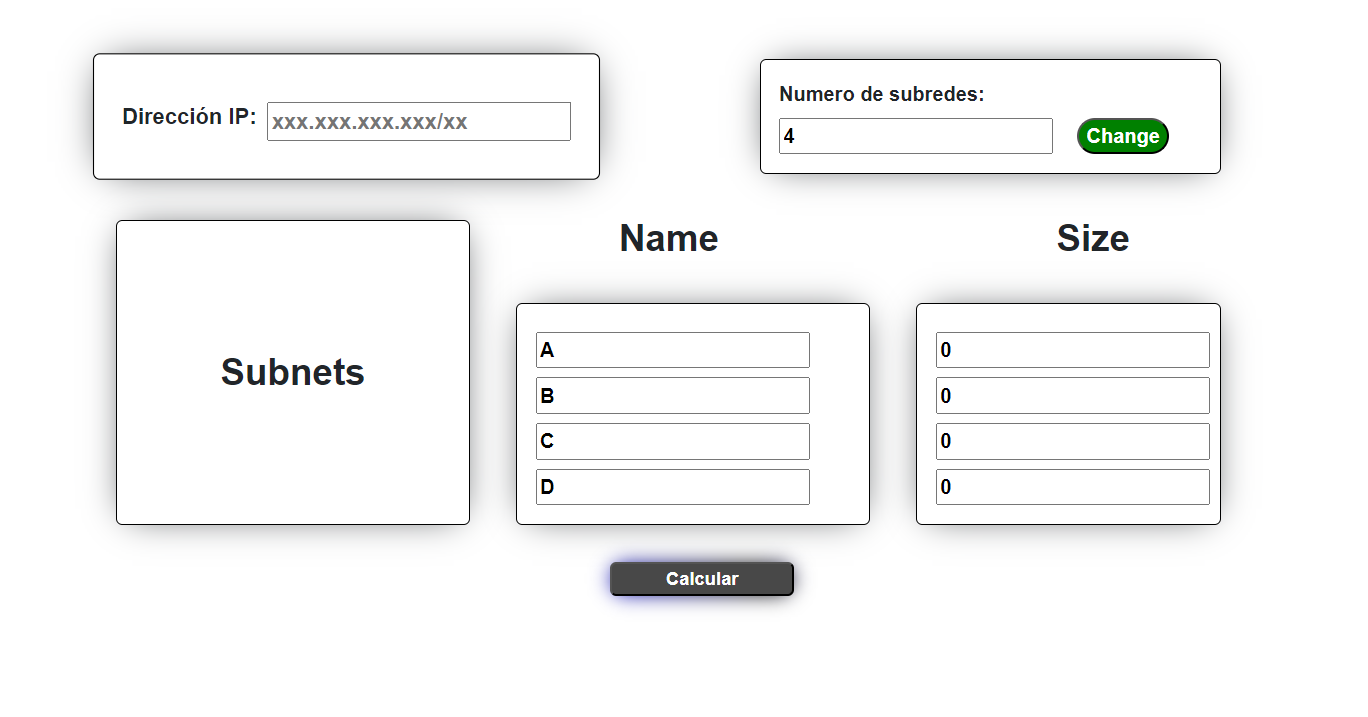 Dirección IP: xxx.xxx.xxx.xxx/xx
Numero de subredes:
4 Change
Subnets
Name
A
B
C
D
Size
0
0
0
0
Calcular